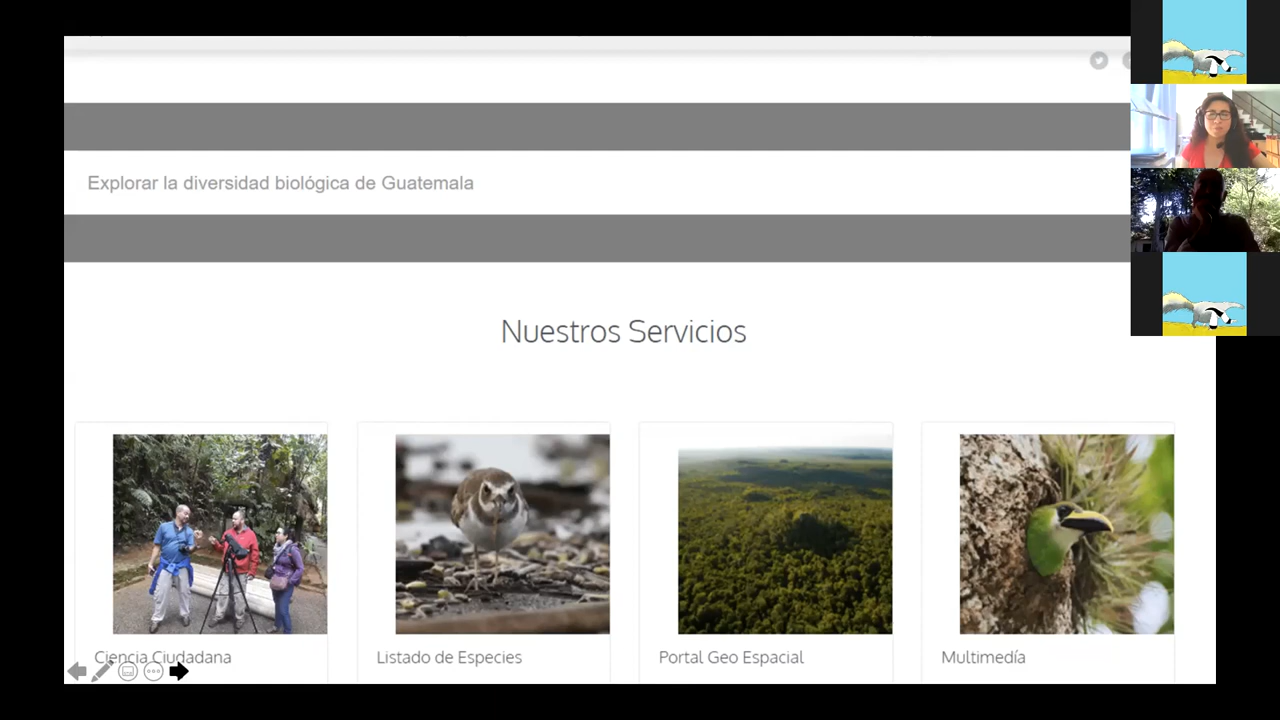 Explorar la diversidad biológica de Guatemala
Nuestros Servicios
Ciencia Ciudadana
Listado de Especies
Portal Geo Espacial
Multimedía